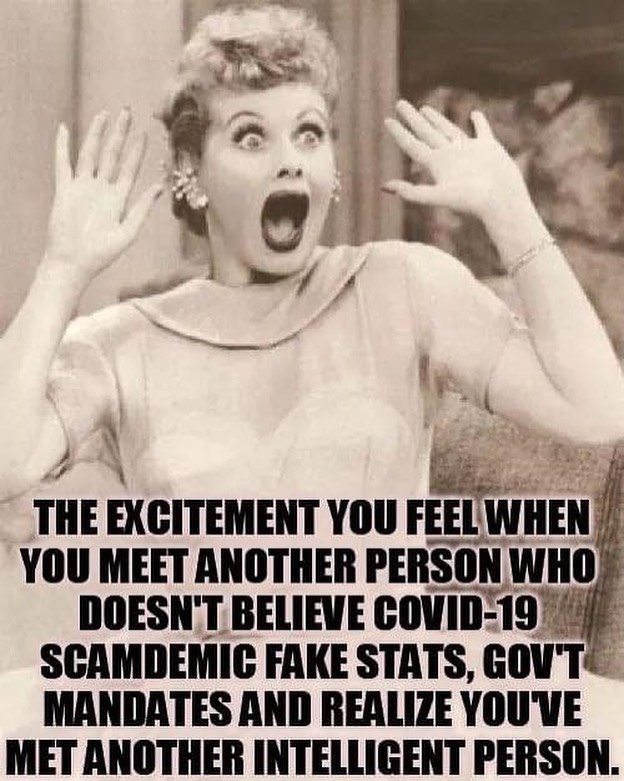 THE EXCITEMENT YOU FEEL WHEN
YOU MEET ANOTHER PERSON WHO
DOESN'T BELIEVE COVID-19
SCAMDEMIC FAKE STATS, GOV'T
MANDATES AND REALIZE YOU'VE
MET ANOTHER INTELLIGENT PERSON.